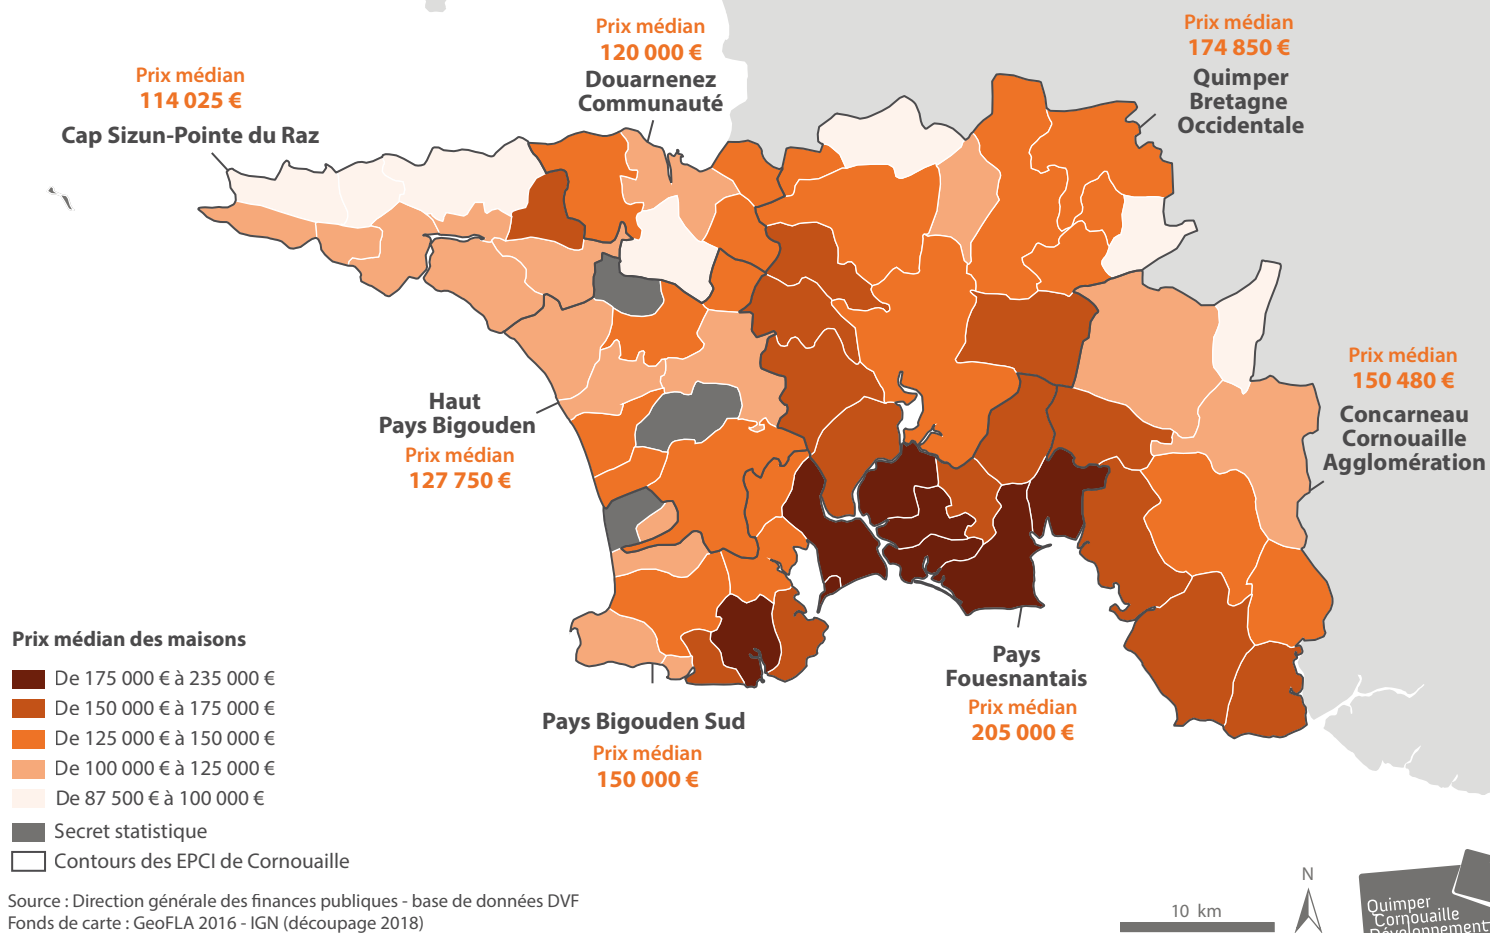 Prix médian
120 000 €
Douarnenez
Communauté
Prix médian
174 850 €
Quimper
Bretagne
Occidentale
Prix médian
114 025 €
Cap Sizun-Pointe du Raz
Prix médian
150 480 €
Concarneau
Cornouaille
Agglomération
Haut
Pays Bigouden
Prix médian
127 750 €
Pays
Fouesnantais
Prix médian
205 000 €
Pays Bigouden Sud
Prix médian
150 000 €
Prix médian des maisons
De 175 000 € à 235 000 €
De 150 000 € à 175 000 €
De 125 000 € à 150 000 €
De 100 000 € à 125 000 €
De 87 500 € à 100 000 €
Secret statistique
Contours des EPCI de Cornouaille
Source : Direction générale des finances publiques - base de données DVF
Fonds de carte : GeoFLA 2016 - IGN (découpage 2018)
10 km
N
Quimper
Cornouaille
Développement